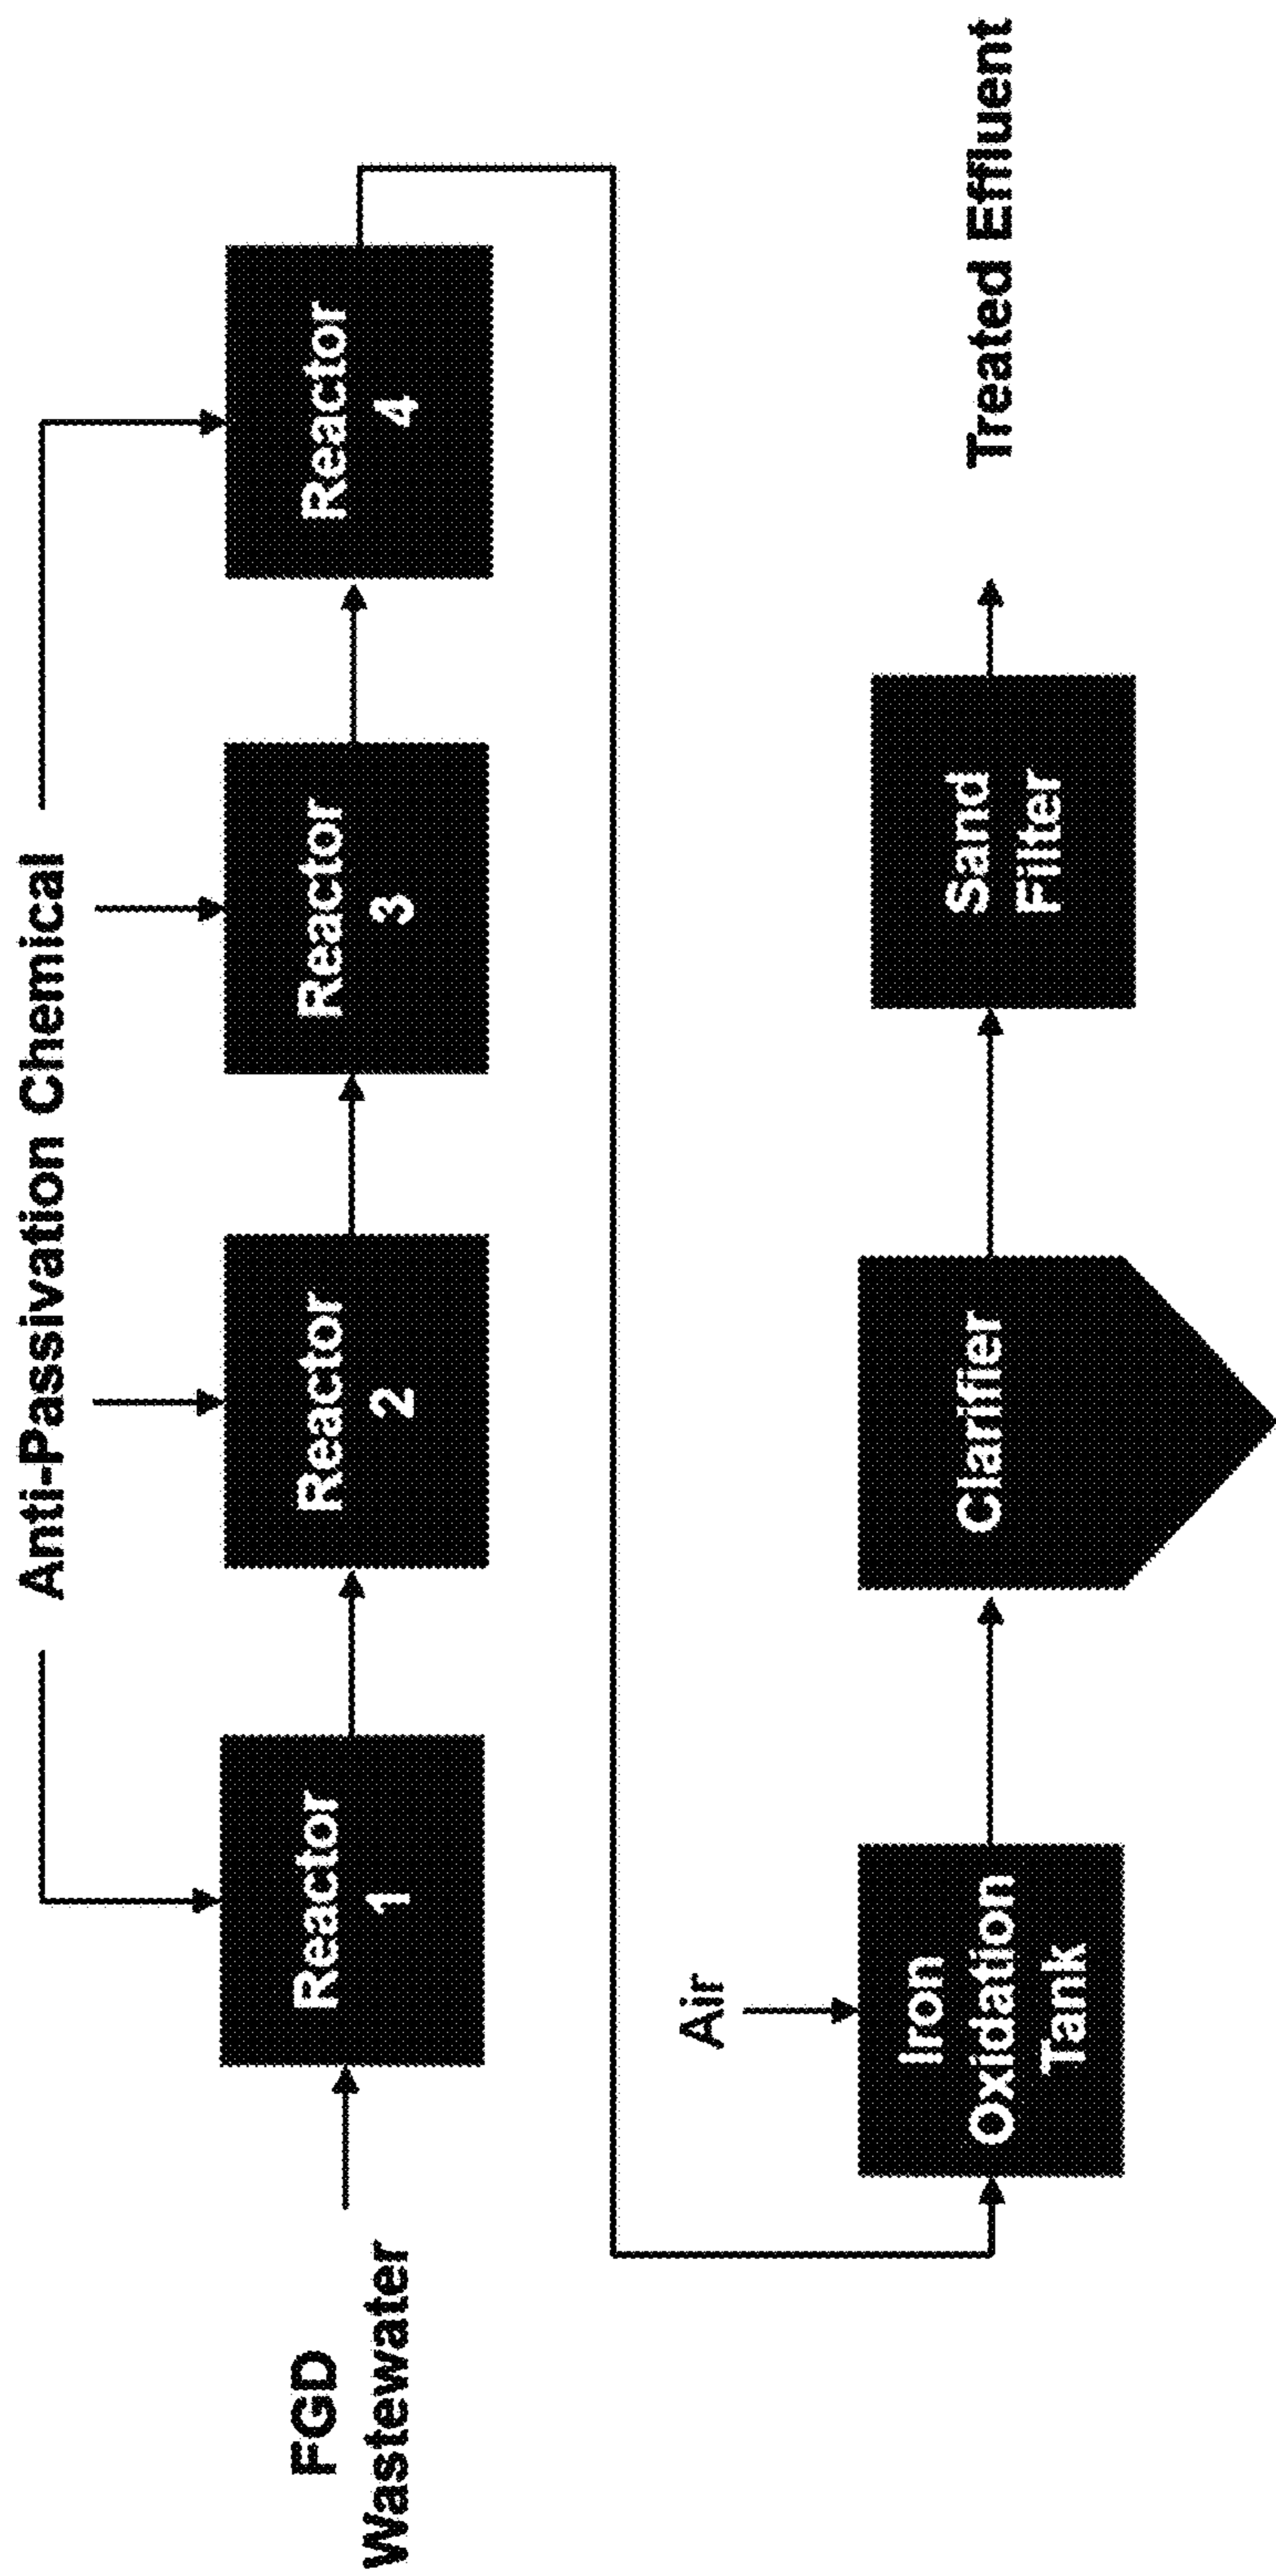 Anti-Passivation Chemical
FGD
Wastewater
Reactor
1
Reactor
2
Reactor
3
Reactor
4
Air
Iron
Oxidation
Tank
Clarifier
Sand
Filter
Treated Effluent